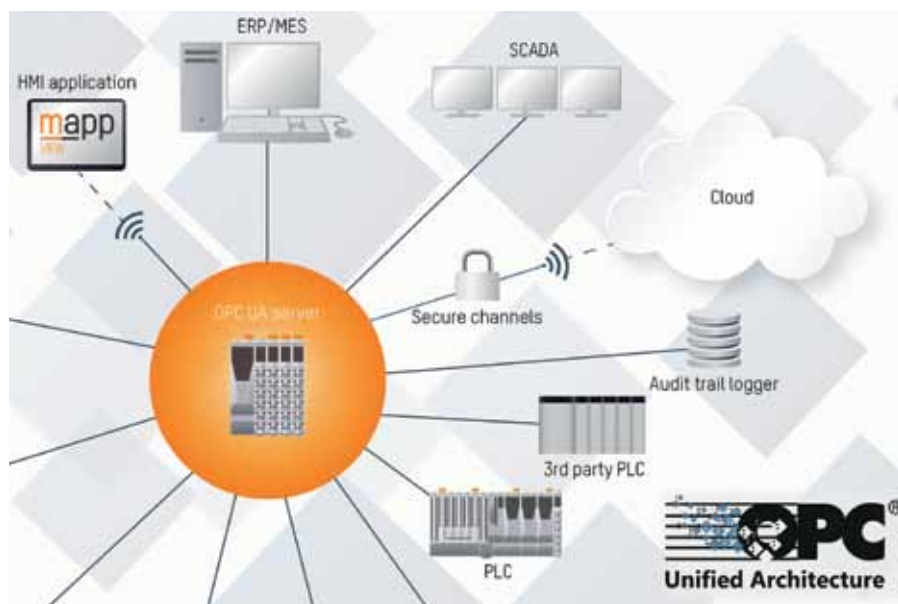 ERP/MES
SCADA
HMI application
mapp
VIEW
Cloud
OPC UA server
Secure channels
Audit trail logger
3rd party PLC
PLC
OPC®
Unified Architecture